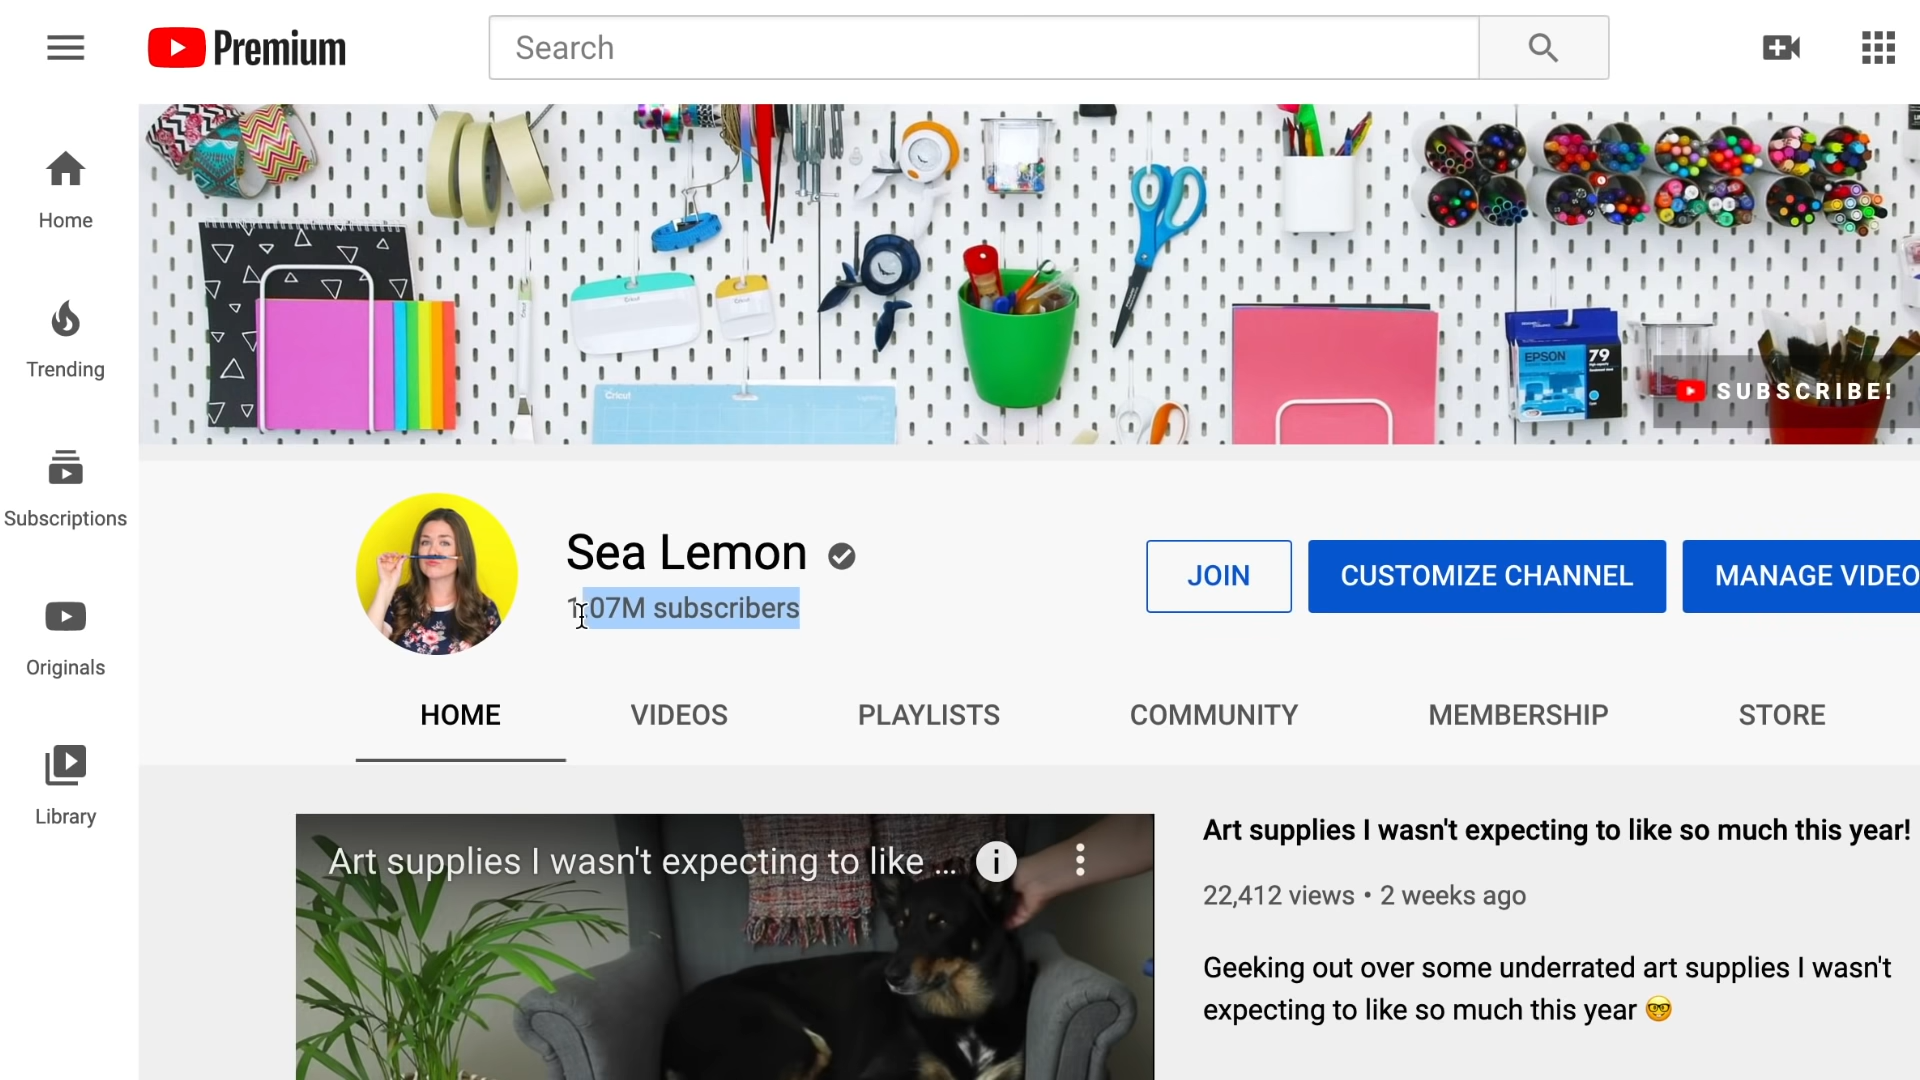 Premium
Search
Home
Trending
Subscriptions
Originals
Library
Cricut
Cricut
Cricut
EPSON 79
SUBSCRIBE!
Sea Lemon
1.07M subscribers
JOIN
CUSTOMIZE CHANNEL
MANAGE VIDEO
HOME
VIDEOS
PLAYLISTS
COMMUNITY
MEMBERSHIP
STORE
Art supplies I wasn't expecting to like ...
Art supplies I wasn't expecting to like so much this year!
22,412 views • 2 weeks ago
Geeking out over some underrated art supplies I wasn't
expecting to like so much this year 🤓